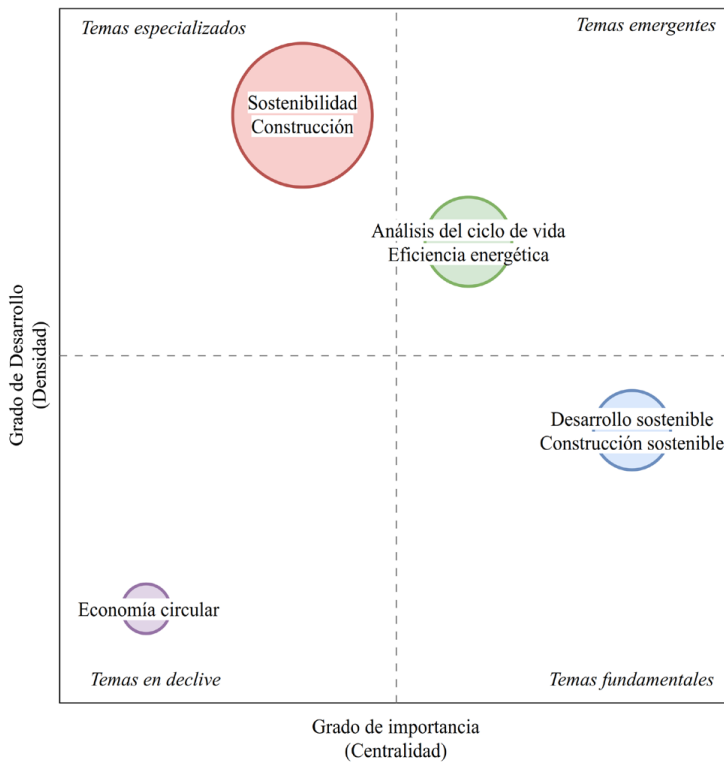 Temas especializados
Temas emergentes
Sostenibilidad
Construcción
Análisis del ciclo de vida
Eficiencia energética
Grado de Desarrollo
(Densidad)
Desarrollo sostenible
Construcción sostenible
Economía circular
Temas en declive
Temas fundamentales
Grado de importancia
(Centralidad)